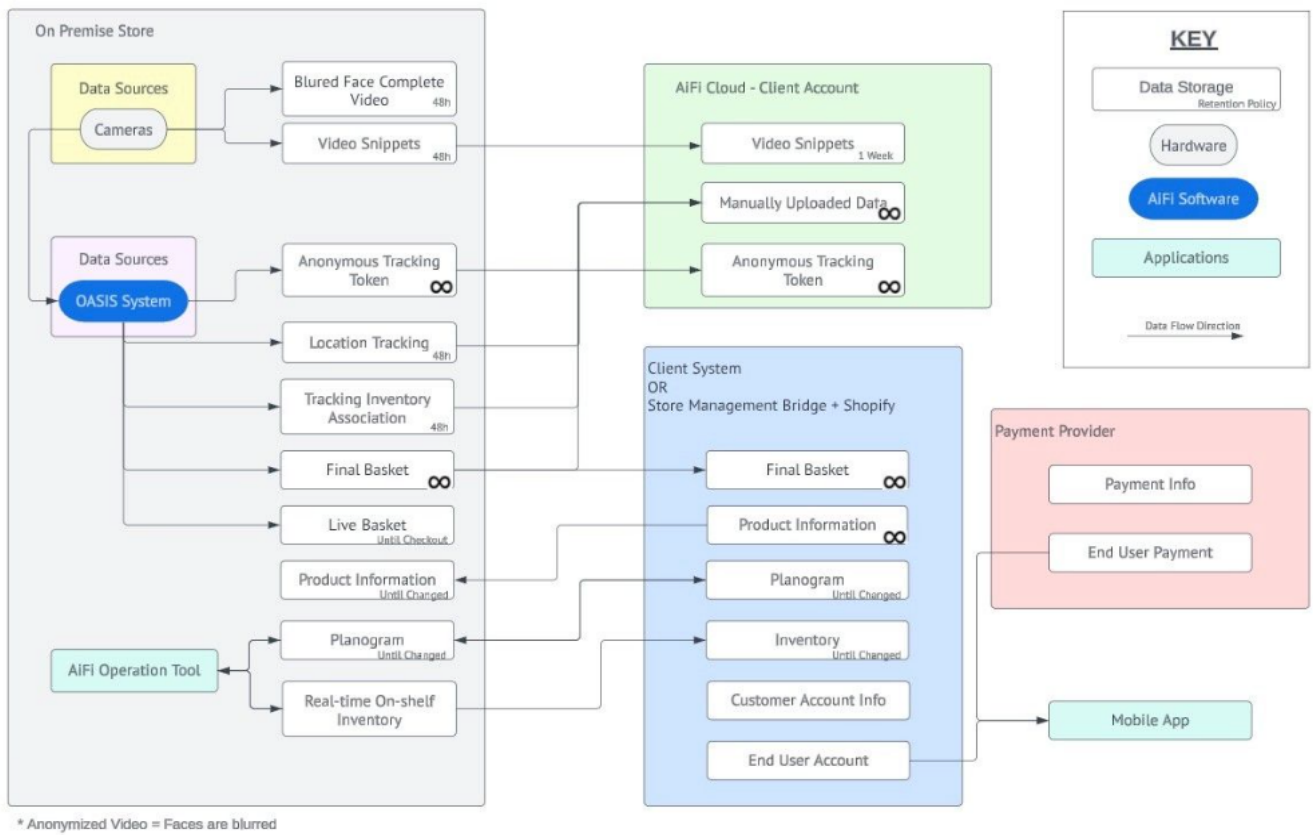 On Premise Store
Data Sources
Cameras
Blured Face Complete
Video
48h
Video Snippets
48h
Data Sources
OASIS System
Anonymous Tracking
Token
∞
Location Tracking
48h
Tracking Inventory
Association
48h
Final Basket
∞
Live Basket
Until Checkout
Product Information
Until Changed
Planogram
Until Changed
AiFi Operation Tool
Real-time On-shelf
Inventory
AiFi Cloud - Client Account
Video Snippets
1 Week
Manually Uploaded Data
∞
Anonymous Tracking
Token
∞
Client System
OR
Store Management Bridge + Shopify
Final Basket
∞
Product Information
∞
Planogram
Until Changed
Inventory
Until Changed
Customer Account Info
End User Account
KEY
Data Storage
Retention Policy
Hardware
AiFi Software
Applications
Data Flow Direction
Payment Provider
Payment Info
End User Payment
Mobile App
* Anonymized Video = Faces are blurred